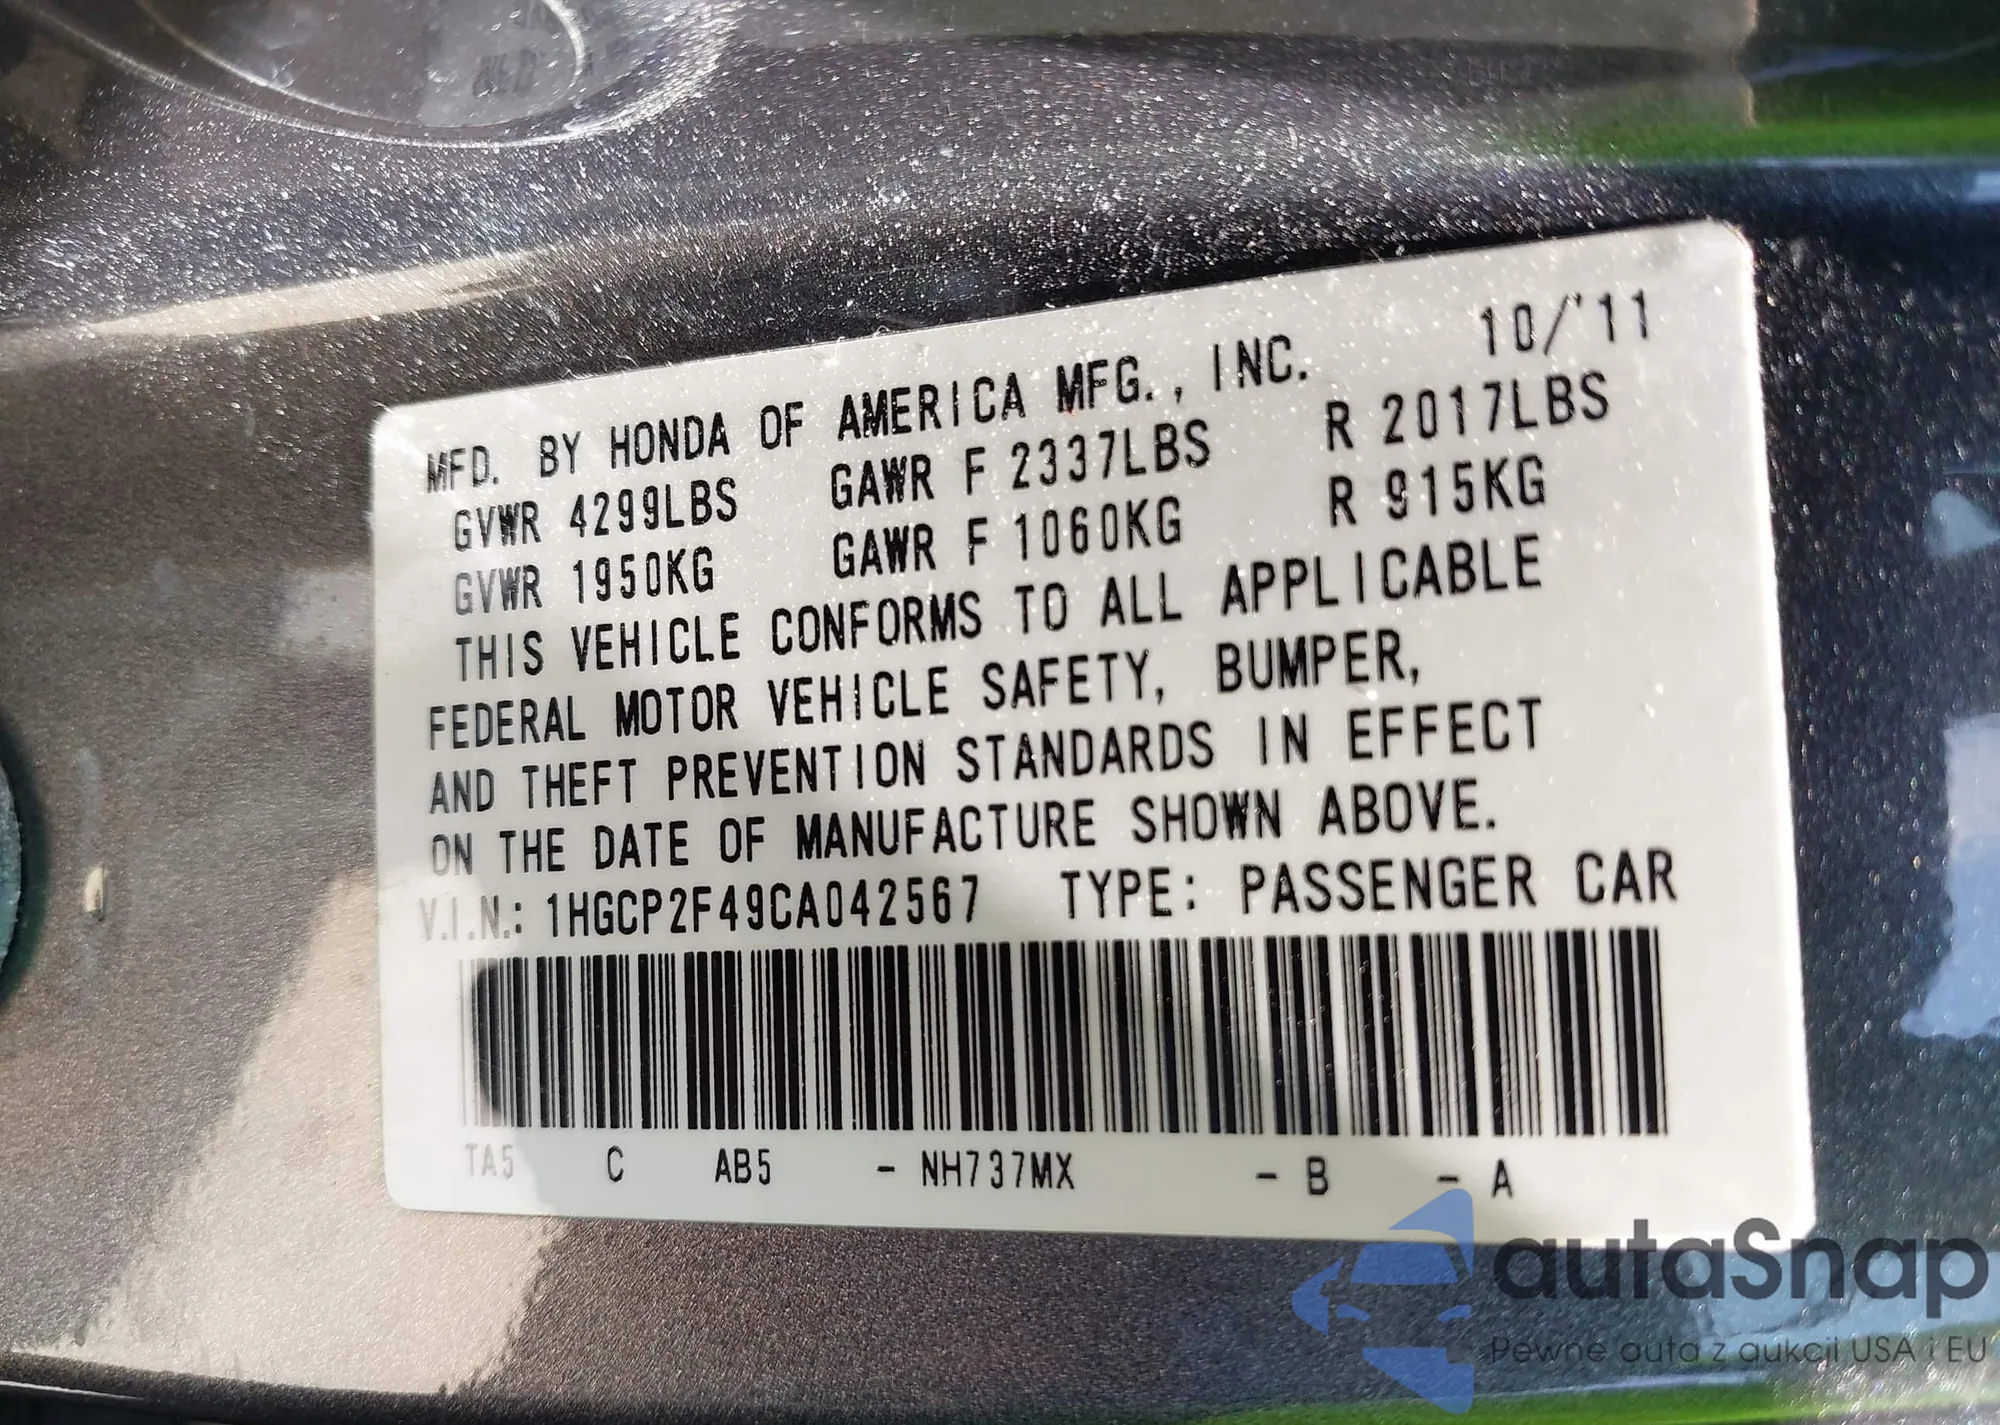 10/'11
MFD. BY HONDA OF AMERICA MFG., INC.
GVWR 4299LBS GAWR F 2337LBS R 2017LBS
GVWR 1950KG GAWR F 1060KG R 915KG
THIS VEHICLE CONFORMS TO ALL APPLICABLE
FEDERAL MOTOR VEHICLE SAFETY, BUMPER,
AND THEFT PREVENTION STANDARDS IN EFFECT
ON THE DATE OF MANUFACTURE SHOWN ABOVE.
V.I.N.: 1HGCP2F49CA042567 TYPE: PASSENGER CAR
TA5 C AB5 - NH737MX - B - A
autaSnap
Pewne auta z aukcji USA i EU